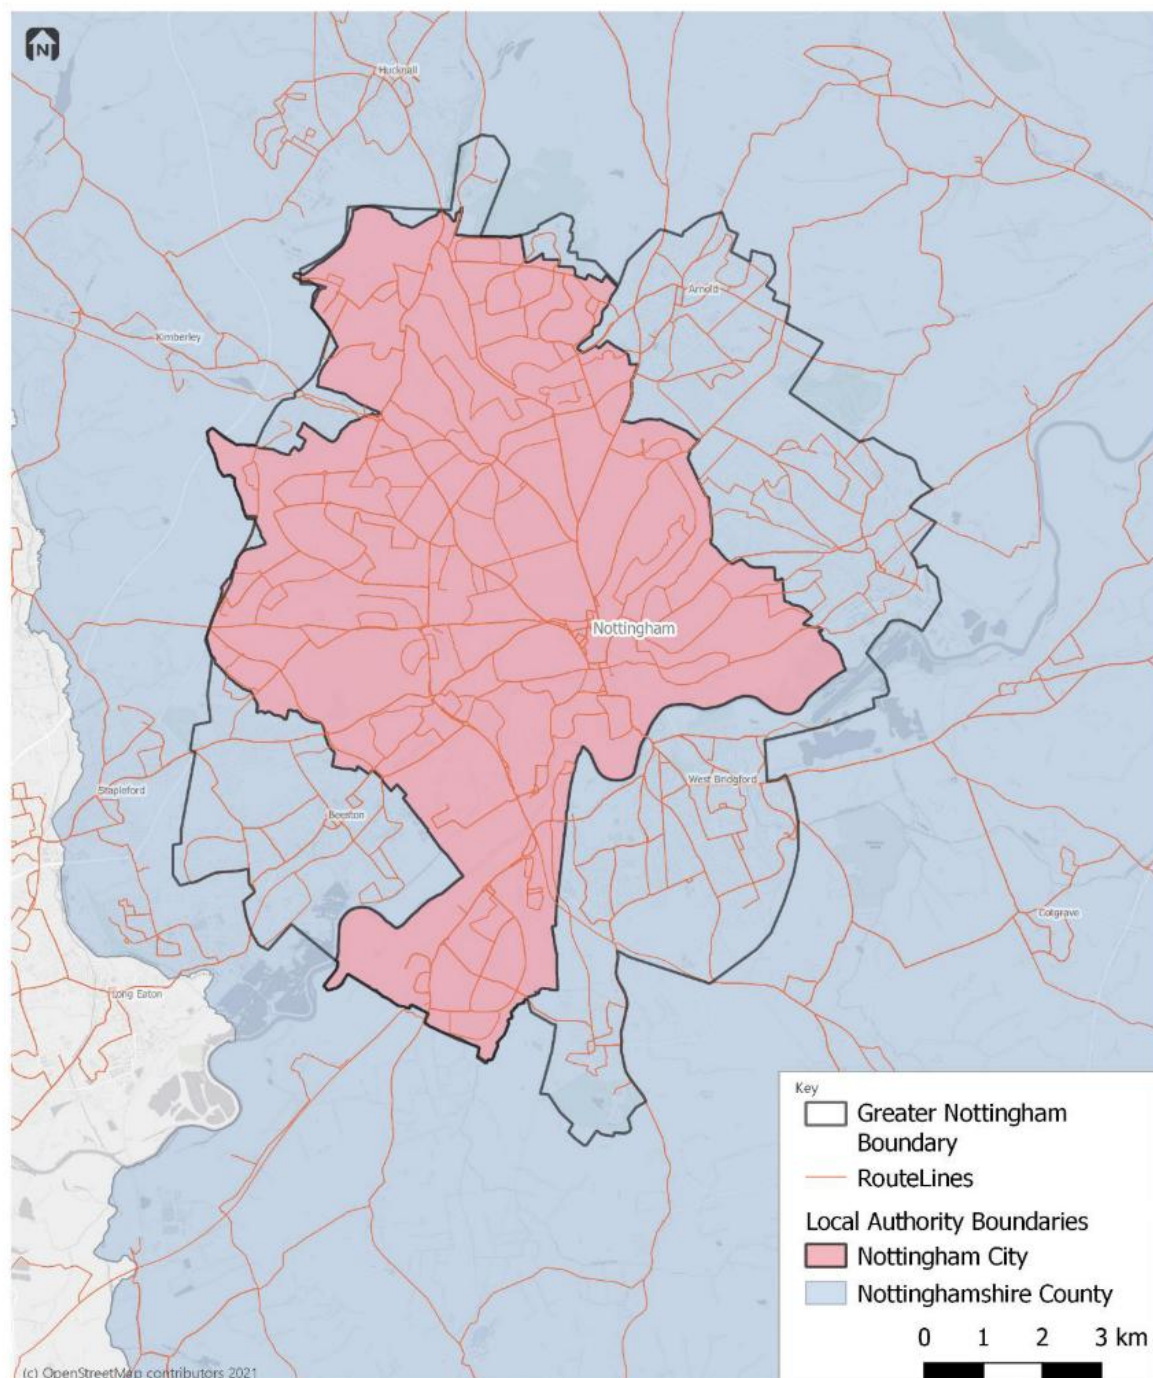 N
Hucknall
Arnold
Kimberley
Nottingham
Stapleford
Beeston
West Bridgford
Cotgrave
Long Eaton
Key
Greater Nottingham
Boundary
RouteLines
Local Authority Boundaries
Nottingham City
Nottinghamshire County
0 1 2 3 km
(c) OpenStreetMap contributors 2021